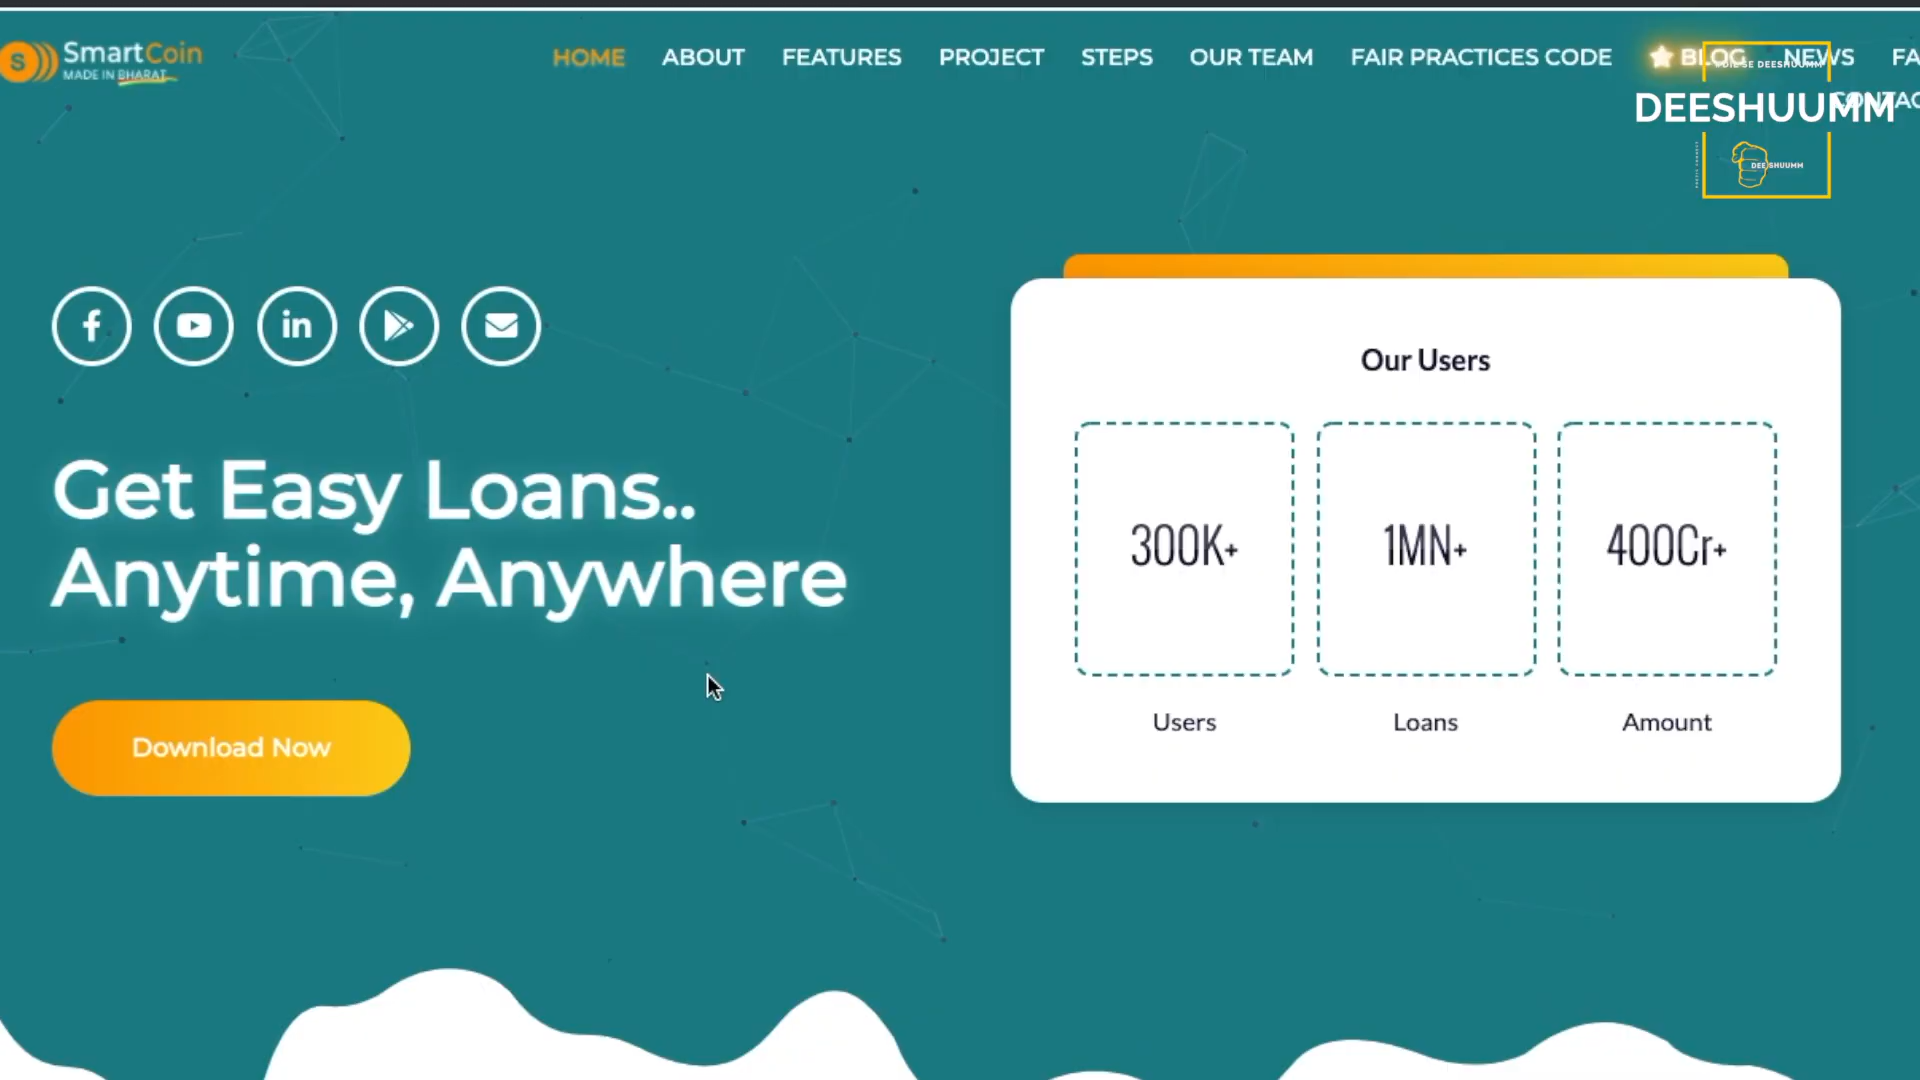 SmartCoin
MADE IN BHARAT
HOME ABOUT FEATURES PROJECT STEPS OUR TEAM FAIR PRACTICES CODE BLOG NEWS
DEESHUUMM
DEESHUUMM
Get Easy Loans..
Anytime, Anywhere
Download Now
Our Users
300K+ 1MN+ 400Cr+
Users Loans Amount